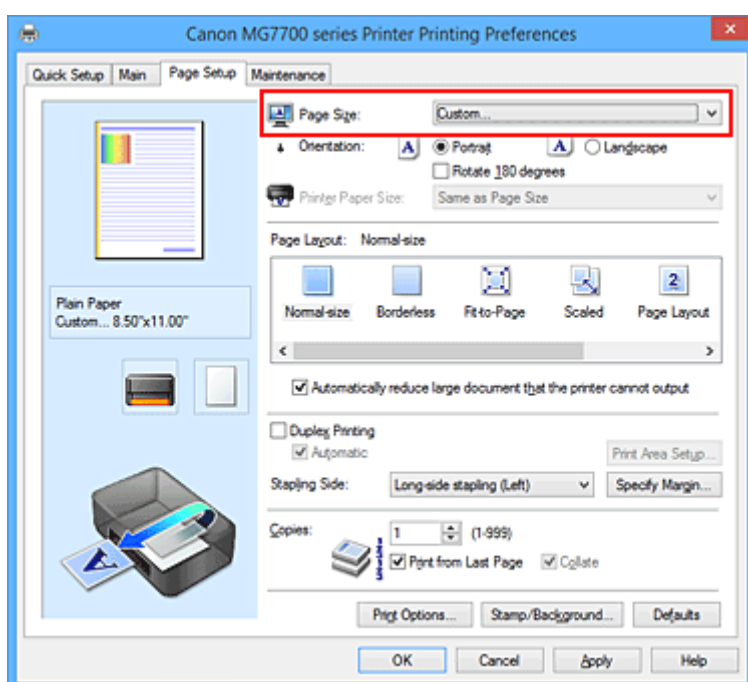 Canon MG7700 series Printer Printing Preferences
Quick Setup Main Page Setup Maintenance
Page Size: Custom...
Orientation: A Portrait A Landscape
Rotate 180 degrees
Printer Paper Size: Same as Page Size
Page Layout: Normal-size
2
Normal-size Borderless Fit-to-Page Scaled Page Layout
Plain Paper
Custom... 8.50"x11.00"
Automatically reduce large document that the printer cannot output
Duplex Printing
Automatic
Print Area Setup...
Stapling Side: Long-side stapling (Left) Specify Margin...
A
Copies: 1 (1-999)
Print from Last Page Collate
Print Options... Stamp/Background... Defaults
OK Cancel Apply Help